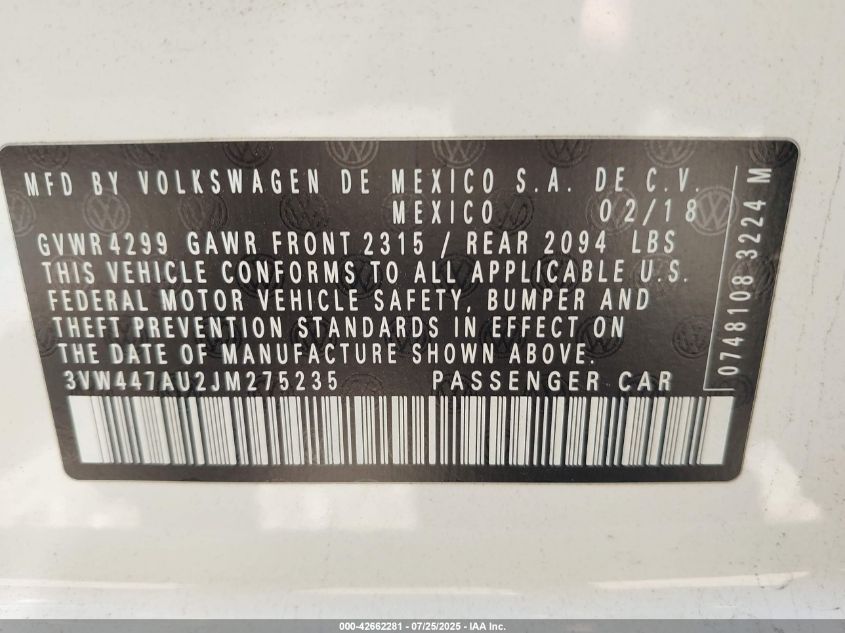 MFD BY VOLKSWAGEN DE MEXICO S.A. DE C.V.
MEXICO 02/18
GVWR 4299 GAWR FRONT 2315 / REAR 2094 LBS
THIS VEHICLE CONFORMS TO ALL APPLICABLE U.S.
FEDERAL MOTOR VEHICLE SAFETY, BUMPER AND
THEFT PREVENTION STANDARDS IN EFFECT ON
THE DATE OF MANUFACTURE SHOWN ABOVE.
3VW447AU2JM275235 PASSENGER CAR
0748108 3224 M
000-42662281 - 07/25/2025 - IAA Inc.